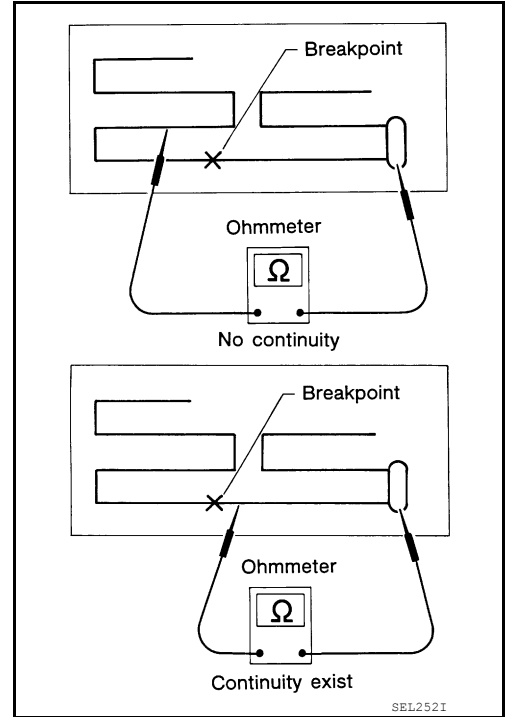 Breakpoint
Ohmmeter
Ω
No continuity
Breakpoint
Ohmmeter
Ω
Continuity exist
SEL252I